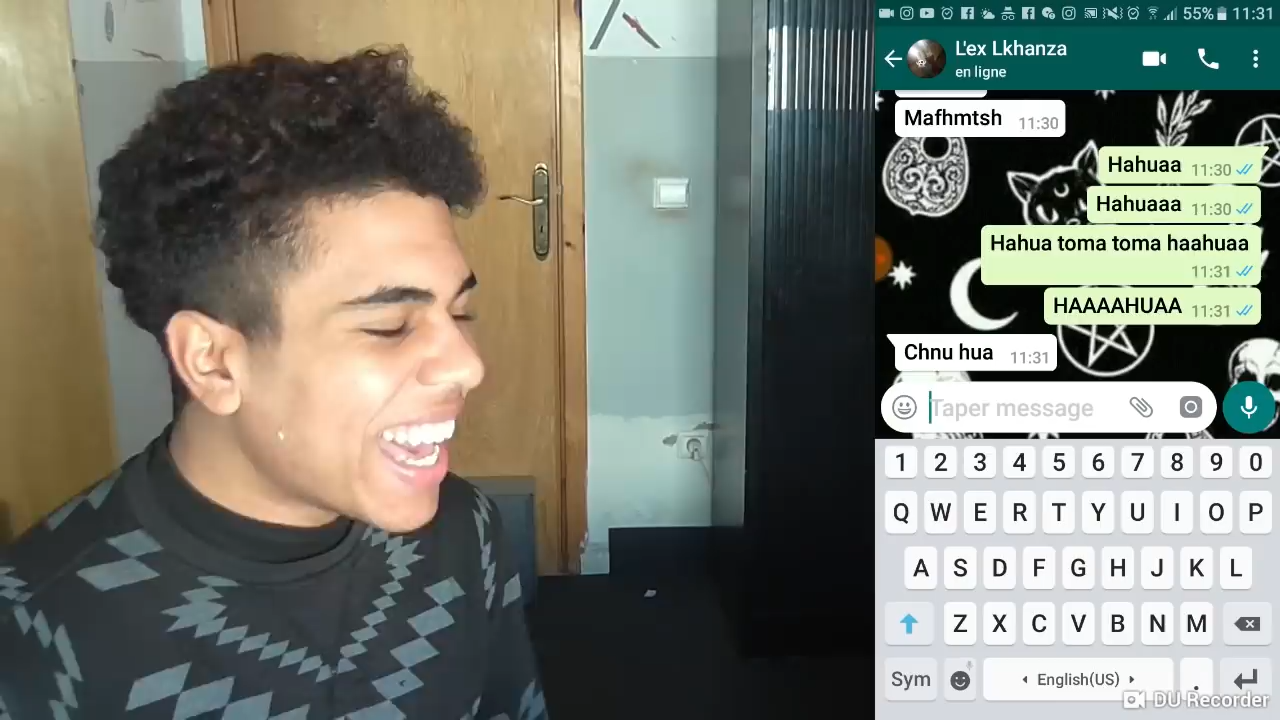 55% 11:31
L'ex Lkhanza
en ligne
Mafhmtsh 11:30
Hahuaa 11:30
Hahuaaa 11:30
Hahua toma toma haahuaa
11:31
HAAAAHUAA 11:31
Chnu hua 11:31
Taper message
1 2 3 4 5 6 7 8 9 0
Q W E R T Y U I O P
A S D F G H J K L
Z X C V B N M
Sym English(US) .
DU Recorder